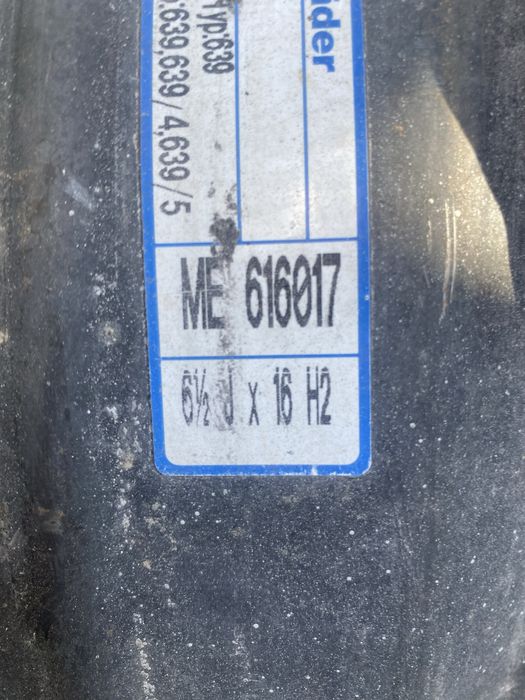 ider
Typ.639
.639,639/4,639/5
ME 616017
6½ J x 16 H2